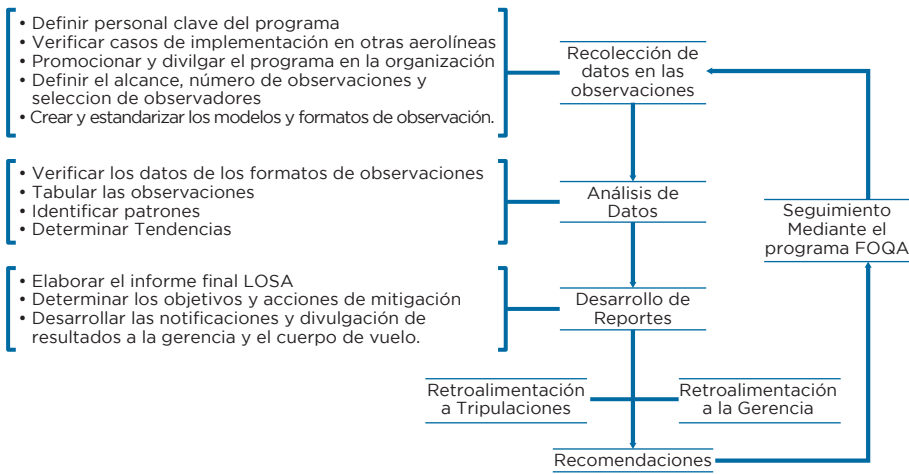 • Definir personal clave del programa
• Verificar casos de implementación en otras aerolíneas
• Promocionar y divilgar el programa en la organización
• Definir el alcance, número de observaciones y
seleccion de observadores
• Crear y estandarizar los modelos y formatos de observación.
Recolección de
datos en las
observaciones
• Verificar los datos de los formatos de observaciones
• Tabular las observaciones
• Identificar patrones
• Determinar Tendencias
Análisis de
Datos
Seguimiento
Mediante el
programa FOQA
• Elaborar el informe final LOSA
• Determinar los objetivos y acciones de mitigación
• Desarrollar las notificaciones y divulgación de
resultados a la gerencia y el cuerpo de vuelo.
Desarrollo de
Reportes
Retroalimentación
a Tripulaciones
Retroalimentación
a la Gerencia
Recomendaciones